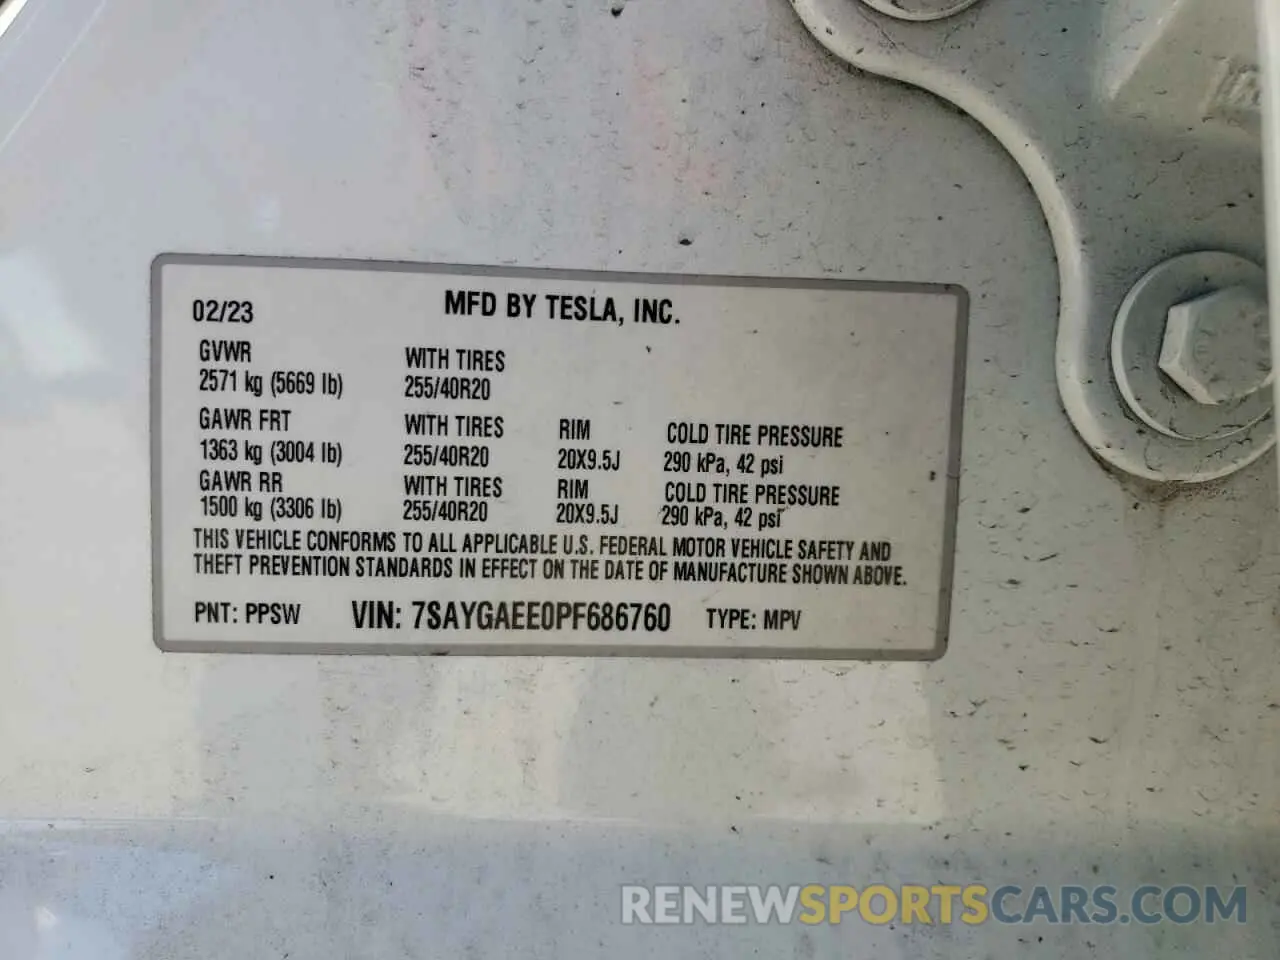 02/23 MFD BY TESLA, INC.
GVWR WITH TIRES
2571 kg (5669 lb) 255/40R20
GAWR FRT WITH TIRES RIM COLD TIRE PRESSURE
1363 kg (3004 lb) 255/40R20 20X9.5J 290 kPa, 42 psi
GAWR RR WITH TIRES RIM COLD TIRE PRESSURE
1500 kg (3306 lb) 255/40R20 20X9.5J 290 kPa, 42 psi
THIS VEHICLE CONFORMS TO ALL APPLICABLE U.S. FEDERAL MOTOR VEHICLE SAFETY AND
THEFT PREVENTION STANDARDS IN EFFECT ON THE DATE OF MANUFACTURE SHOWN ABOVE.
PNT: PPSW VIN: 7SAYGAEE0PF686760 TYPE: MPV
RENEWSPORTSCARS.COM